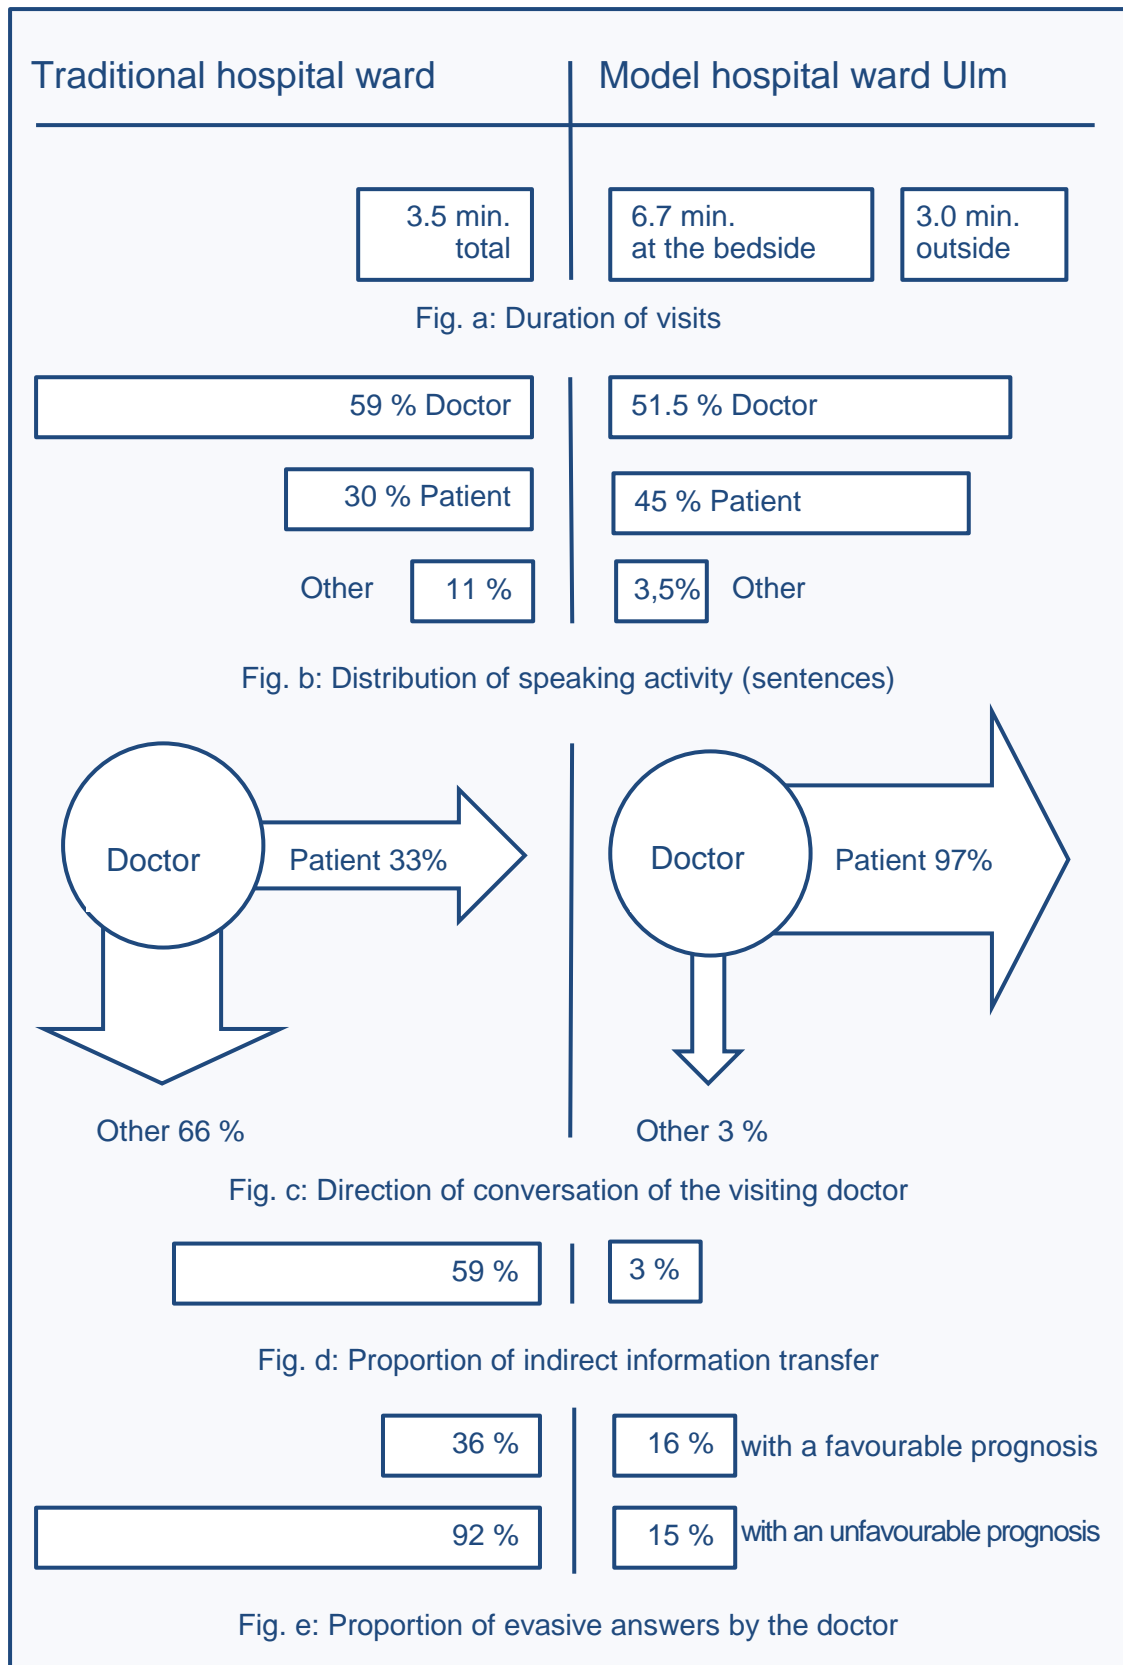 Traditional hospital ward
Model hospital ward Ulm
3.5 min.
total
6.7 min.
at the bedside
3.0 min.
outside
Fig. a: Duration of visits
59 % Doctor
51.5 % Doctor
30 % Patient
45 % Patient
Other
11 %
3,5%
Other
Fig. b: Distribution of speaking activity (sentences)
Doctor
Patient 33%
Doctor
Patient 97%
Other 66 %
Other 3 %
Fig. c: Direction of conversation of the visiting doctor
59 %
3 %
Fig. d: Proportion of indirect information transfer
36 %
16 %
with a favourable prognosis
92 %
15 %
with an unfavourable prognosis
Fig. e: Proportion of evasive answers by the doctor